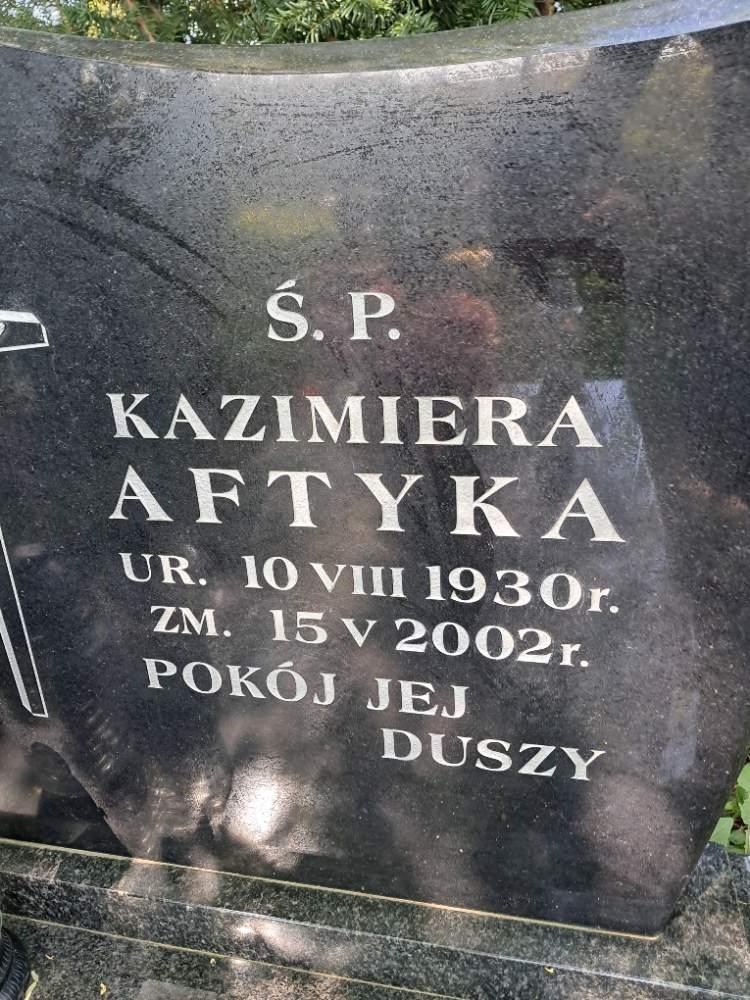 Ś. P.
KAZIMIERA
AFTYKA
UR. 10 VIII 1930r.
ZM. 15 V 2002r.
POKÓJ JEJ
DUSZY